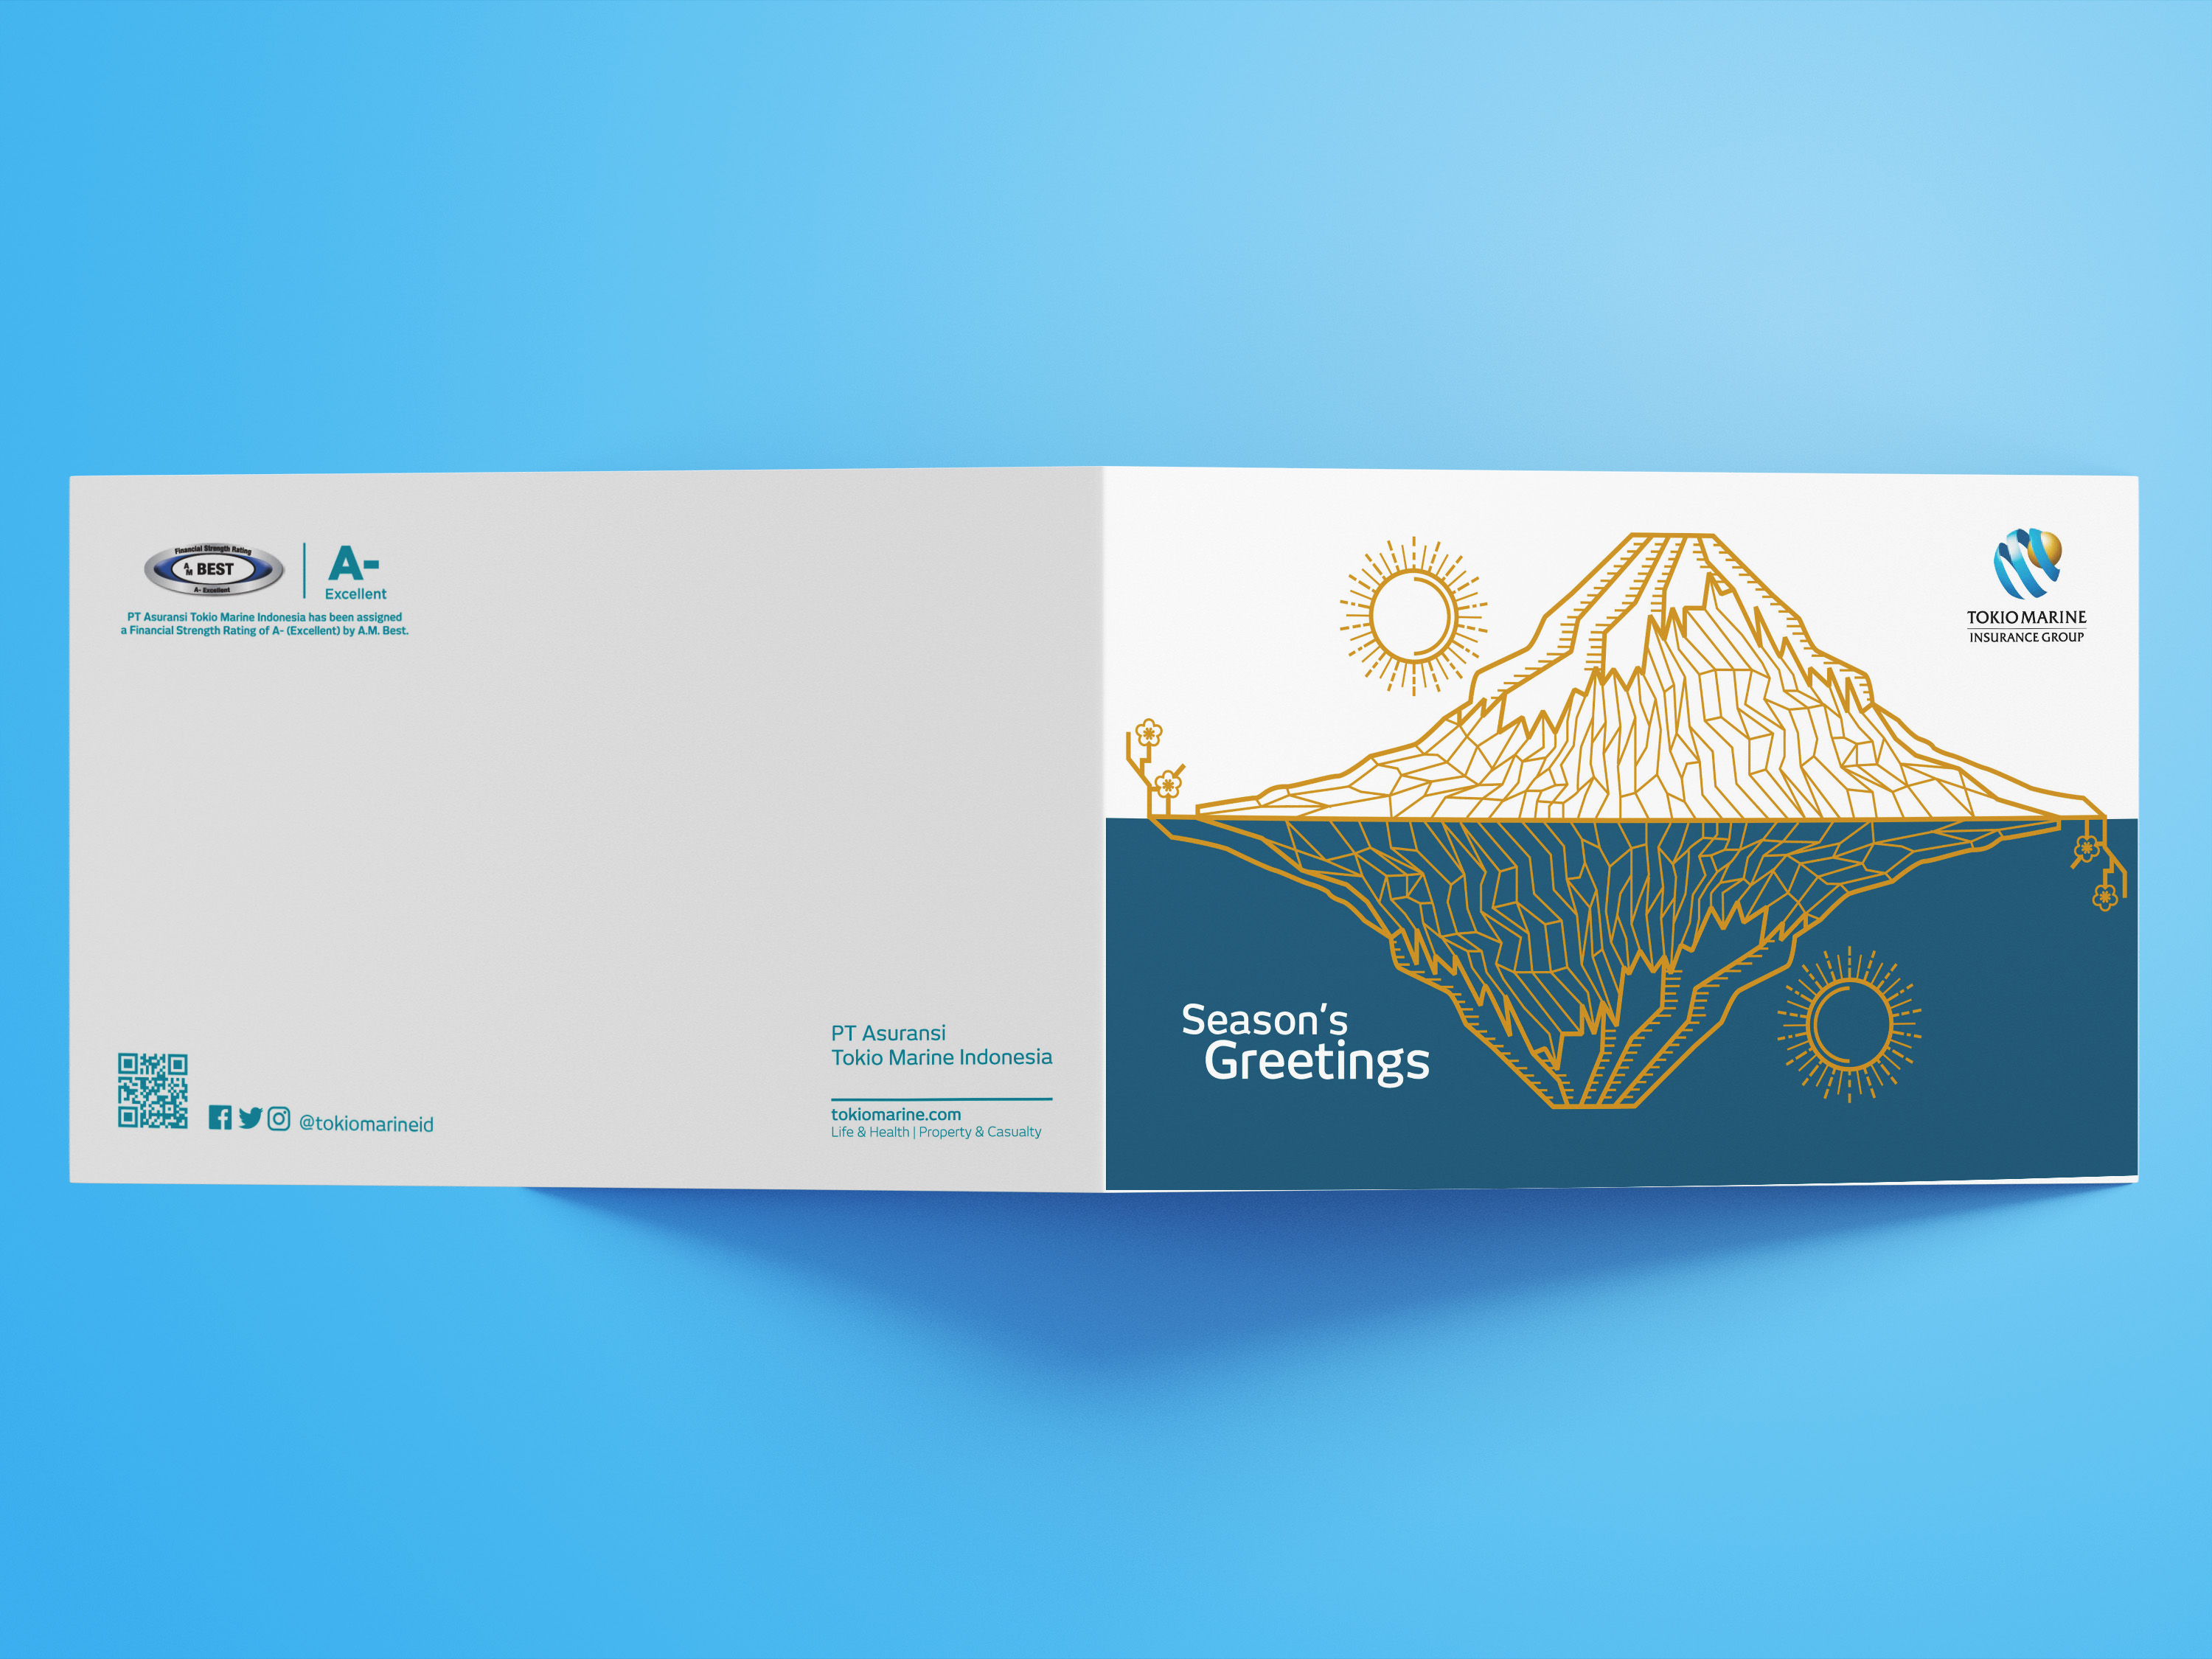 Financial Strength Rating
AM BEST
A- Excellent
A-
Excellent
PT Asuransi Tokio Marine Indonesia has been assigned
a Financial Strength Rating of A- (Excellent) by A.M. Best.
@tokiomarineid
PT Asuransi
Tokio Marine Indonesia
tokiomarine.com
Life & Health | Property & Casualty
TOKIO MARINE
INSURANCE GROUP
Season's
Greetings